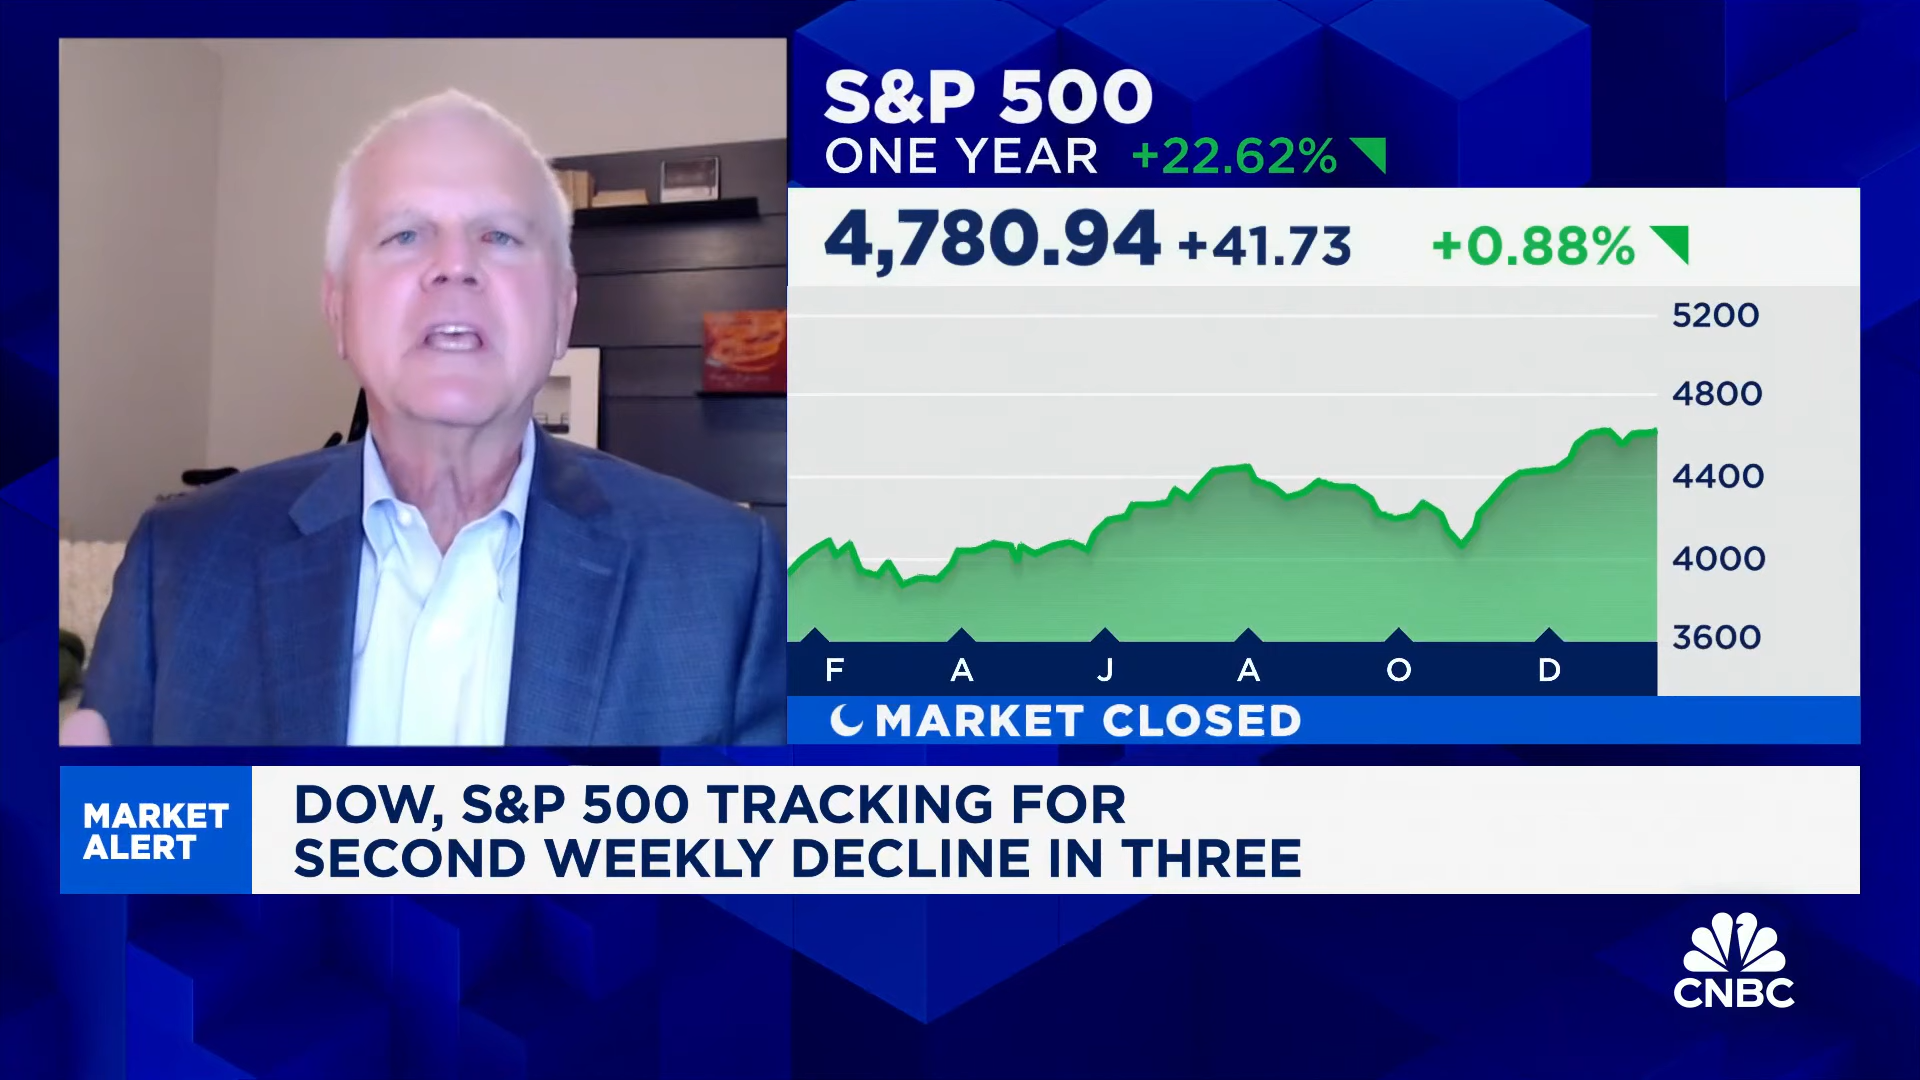 S&P 500
ONE YEAR +22.62%
4,780.94 +41.73 +0.88%
5200
4800
4400
4000
3600
F A J A O D
MARKET CLOSED
MARKET
ALERT
DOW, S&P 500 TRACKING FOR
SECOND WEEKLY DECLINE IN THREE
CNBC